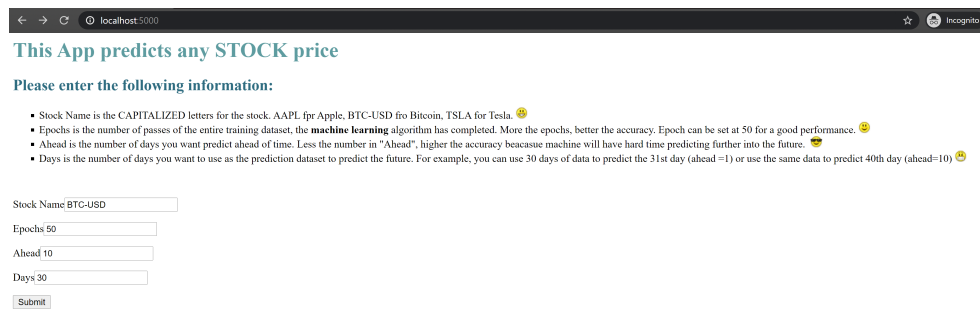 localhost:5000
Incognito
This App predicts any STOCK price
Please enter the following information:
Stock Name is the CAPITALIZED letters for the stock. AAPL fpr Apple, BTC-USD fro Bitcoin, TSLA for Tesla.
Epochs is the number of passes of the entire training dataset, the machine learning algorithm has completed. More the epochs, better the accuracy. Epoch can be set at 50 for a good performance.
Ahead is the number of days you want predict ahead of time. Less the number in "Ahead", higher the accuracy beacasue machine will have hard time predicting further into the future.
Days is the number of days you want to use as the prediction dataset to predict the future. For example, you can use 30 days of data to predict the 31st day (ahead =1) or use the same data to predict 40th day (ahead=10)
Stock Name BTC-USD
Epochs 50
Ahead 10
Days 30
Submit